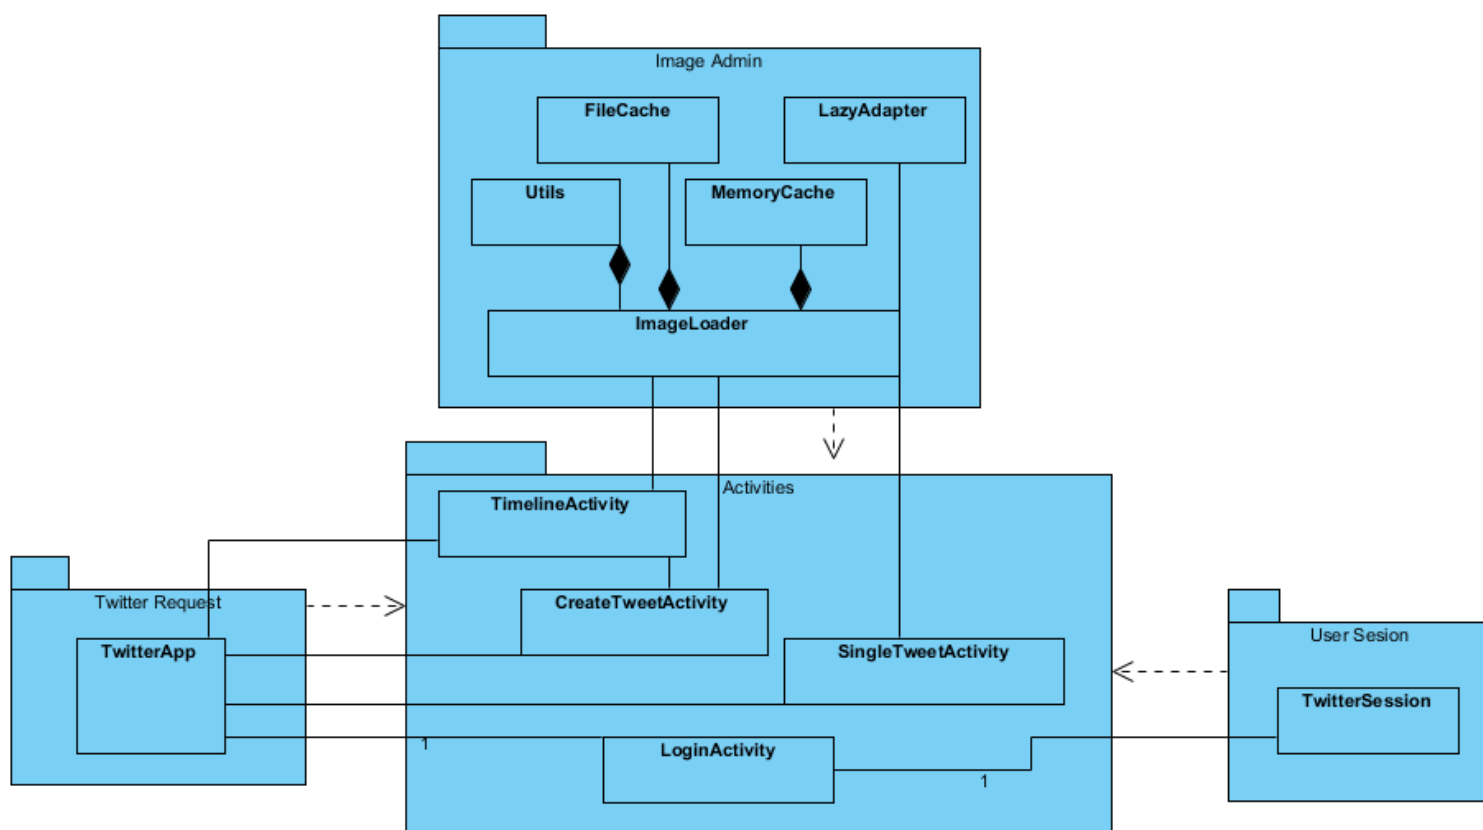 Image Admin
FileCache
LazyAdapter
Utils
MemoryCache
ImageLoader
Activities
TimelineActivity
Twitter Request
CreateTweetActivity
TwitterApp
SingleTweetActivity
User Sesion
TwitterSession
1
LoginActivity
1